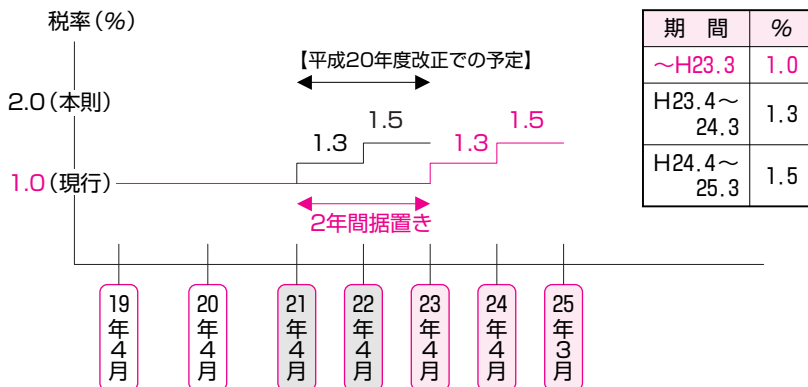 税率(%)
【平成20年度改正での予定】
2.0(本則)
1.5
1.3
1.5
1.3
1.0(現行)
2年間据置き
19年4月
20年4月
21年4月
22年4月
23年4月
24年4月
25年3月
期 間 %
～H23.3 1.0
H23.4～
24.3 1.3
H24.4～
25.3 1.5